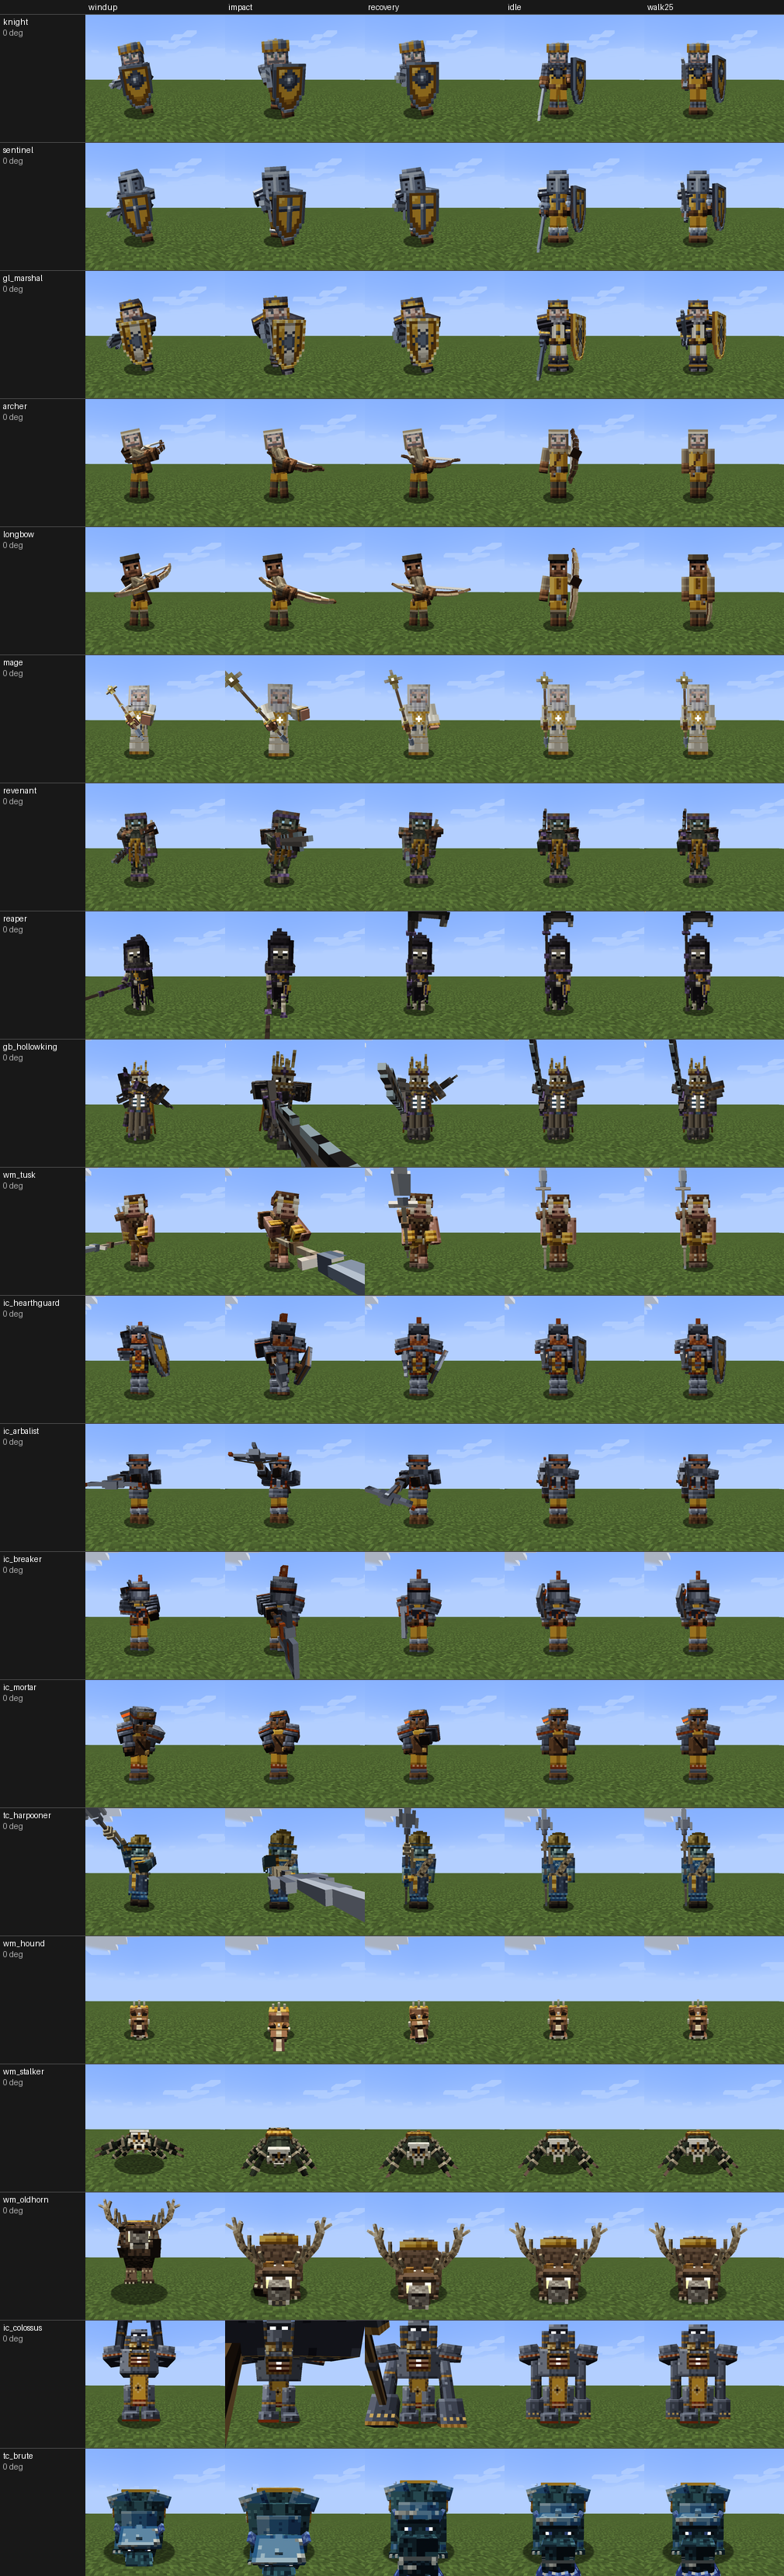 windup impact recovery idle walk25
knight
0 deg
sentinel
0 deg
gl_marshal
0 deg
archer
0 deg
longbow
0 deg
mage
0 deg
revenant
0 deg
reaper
0 deg
gb_hollowking
0 deg
wm_tusk
0 deg
ic_hearthguard
0 deg
ic_arbalist
0 deg
ic_breaker
0 deg
ic_mortar
0 deg
tc_harpooner
0 deg
wm_hound
0 deg
wm_stalker
0 deg
wm_oldhorn
0 deg
ic_colossus
0 deg
tc_brute
0 deg